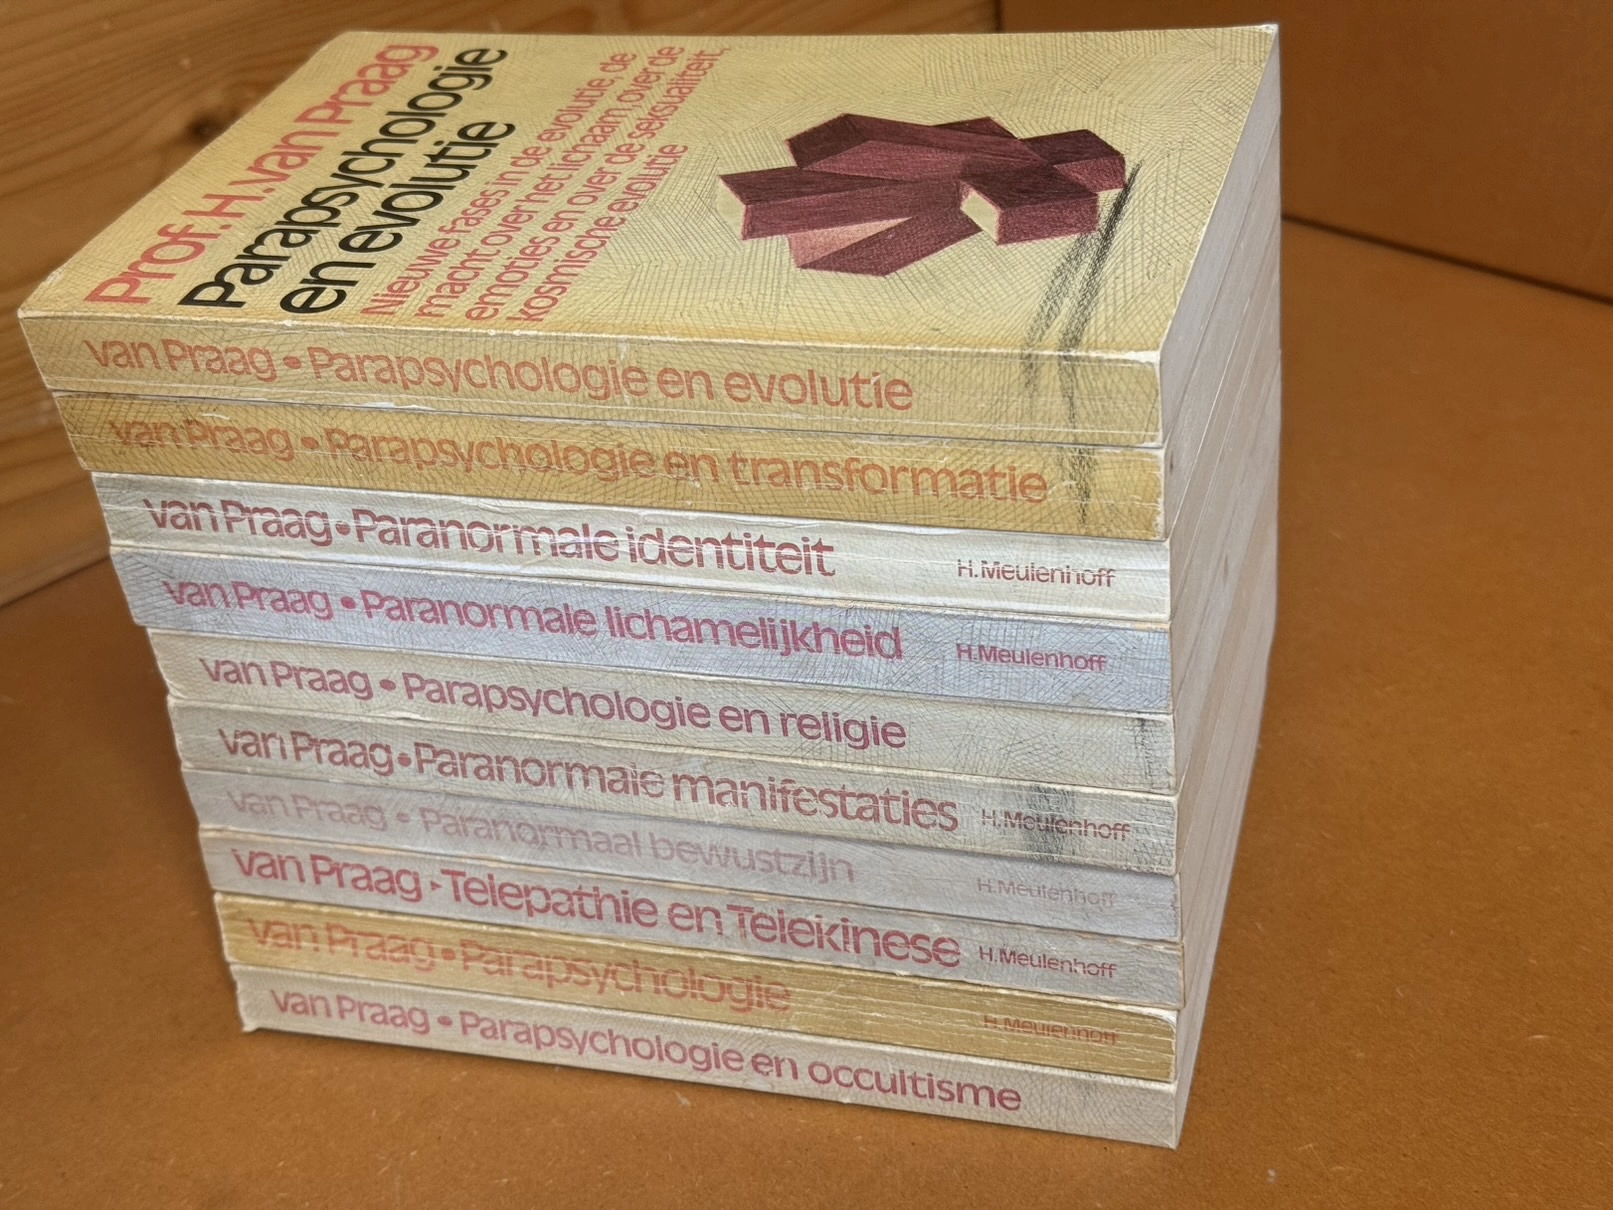 Prof. H. van Praag
Parapsychologie
en evolutie
Nieuwe fases in de evolutie, de
macht over het lichaam, over de
emoties en over de seksualiteit,
kosmische evolutie
van Praag • Parapsychologie en evolutie
van Praag • Parapsychologie en transformatie
van Praag • Paranormale identiteit H. Meulenhoff
van Praag • Paranormale lichamelijkheid H. Meulenhoff
van Praag • Parapsychologie en religie
van Praag • Paranormale manifestaties H. Meulenhoff
van Praag • Paranormaal bewustzijn H. Meulenhoff
van Praag • Telepathie en Telekinese H. Meulenhoff
van Praag • Parapsychologie H. Meulenhoff
van Praag • Parapsychologie en occultisme